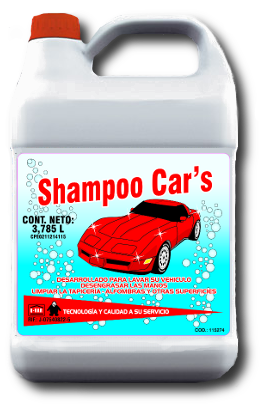 Shampoo Car's
CONT. NETO:
3,785 L
DESARROLLADO PARA LAVAR SU VEHICULO
DESENGRASAR LAS MANOS
LIMPIAR LA TAPICERIA, ALFOMBRAS Y OTRAS SUPERFICIES
TECNOLOGÍA Y CALIDAD A SU SERVICIO
COD.: 113274